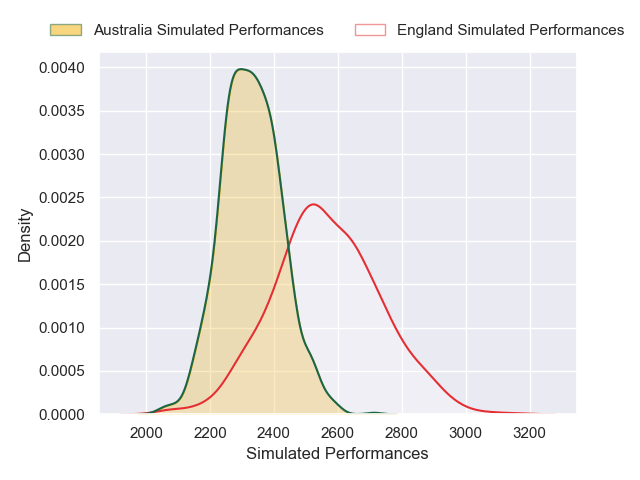 Australia Simulated Performances England Simulated Performances
0.0040
0.0035
0.0030
0.0025
0.0020
0.0015
0.0010
0.0005
0.0000
Density
2000 2200 2400 2600 2800 3000 3200
Simulated Performances